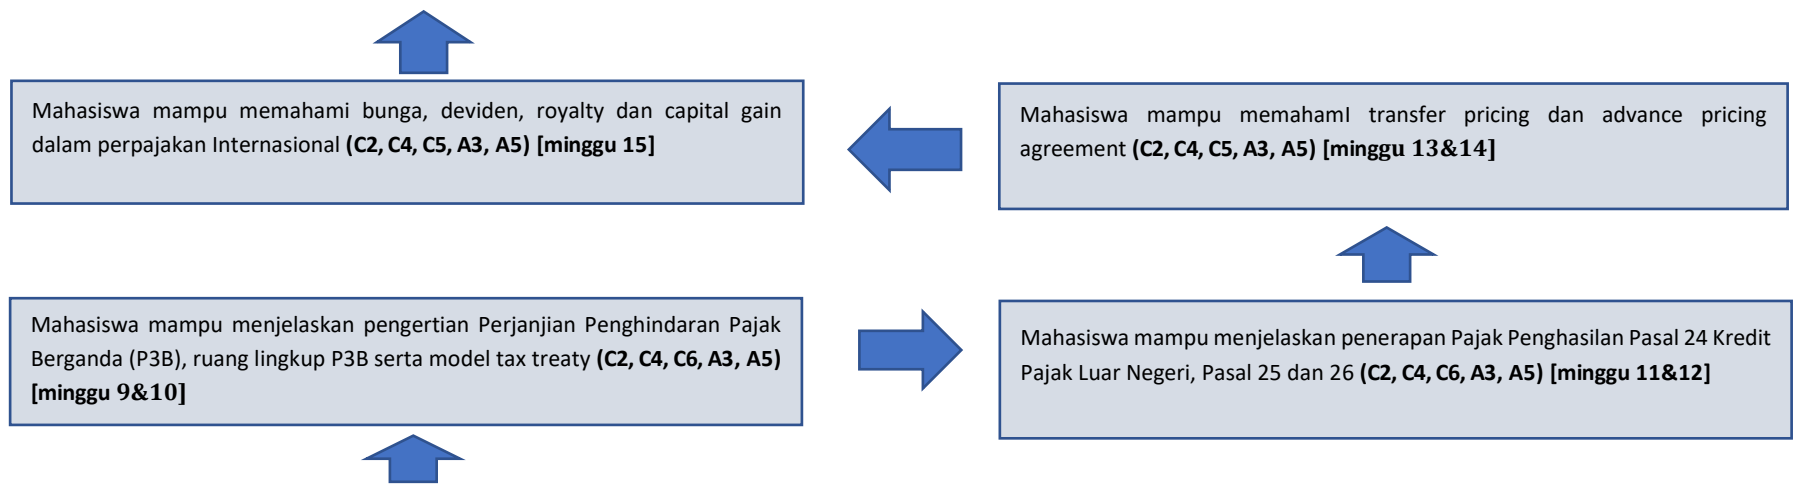 Mahasiswa mampu memahami bunga, deviden, royalty dan capital gain
dalam perpajakan Internasional (C2, C4, C5, A3, A5) [minggu 15]
Mahasiswa mampu memahamI transfer pricing dan advance pricing
agreement (C2, C4, C5, A3, A5) [minggu 13&14]
Mahasiswa mampu menjelaskan pengertian Perjanjian Penghindaran Pajak
Berganda (P3B), ruang lingkup P3B serta model tax treaty (C2, C4, C6, A3, A5)
[minggu 9&10]
Mahasiswa mampu menjelaskan penerapan Pajak Penghasilan Pasal 24 Kredit
Pajak Luar Negeri, Pasal 25 dan 26 (C2, C4, C6, A3, A5) [minggu 11&12]